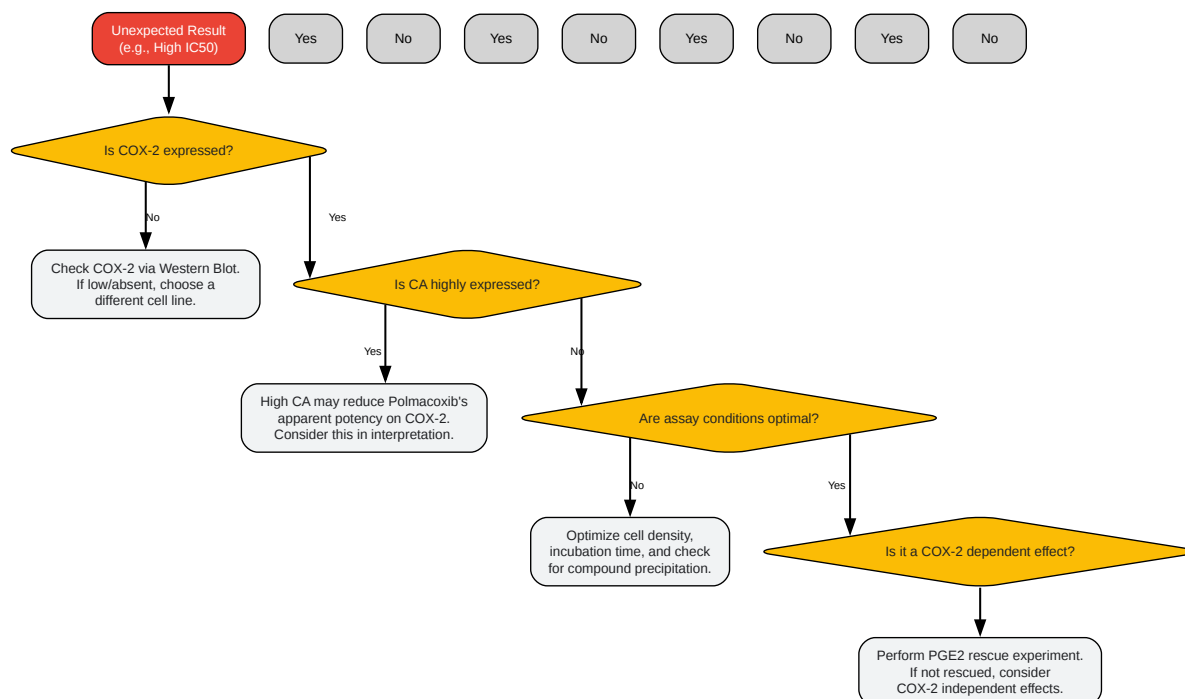 Unexpected Result
(e.g., High IC50)
Yes
No
Yes
No
Yes
No
Yes
No
Is COX-2 expressed?
No
Yes
Check COX-2 via Western Blot.
If low/absent, choose a
different cell line.
Is CA highly expressed?
Yes
No
High CA may reduce Polmacoxib's
apparent potency on COX-2.
Consider this in interpretation.
Are assay conditions optimal?
No
Yes
Optimize cell density,
incubation time, and check
for compound precipitation.
Is it a COX-2 dependent effect?
Perform PGE2 rescue experiment.
If not rescued, consider
COX-2 independent effects.